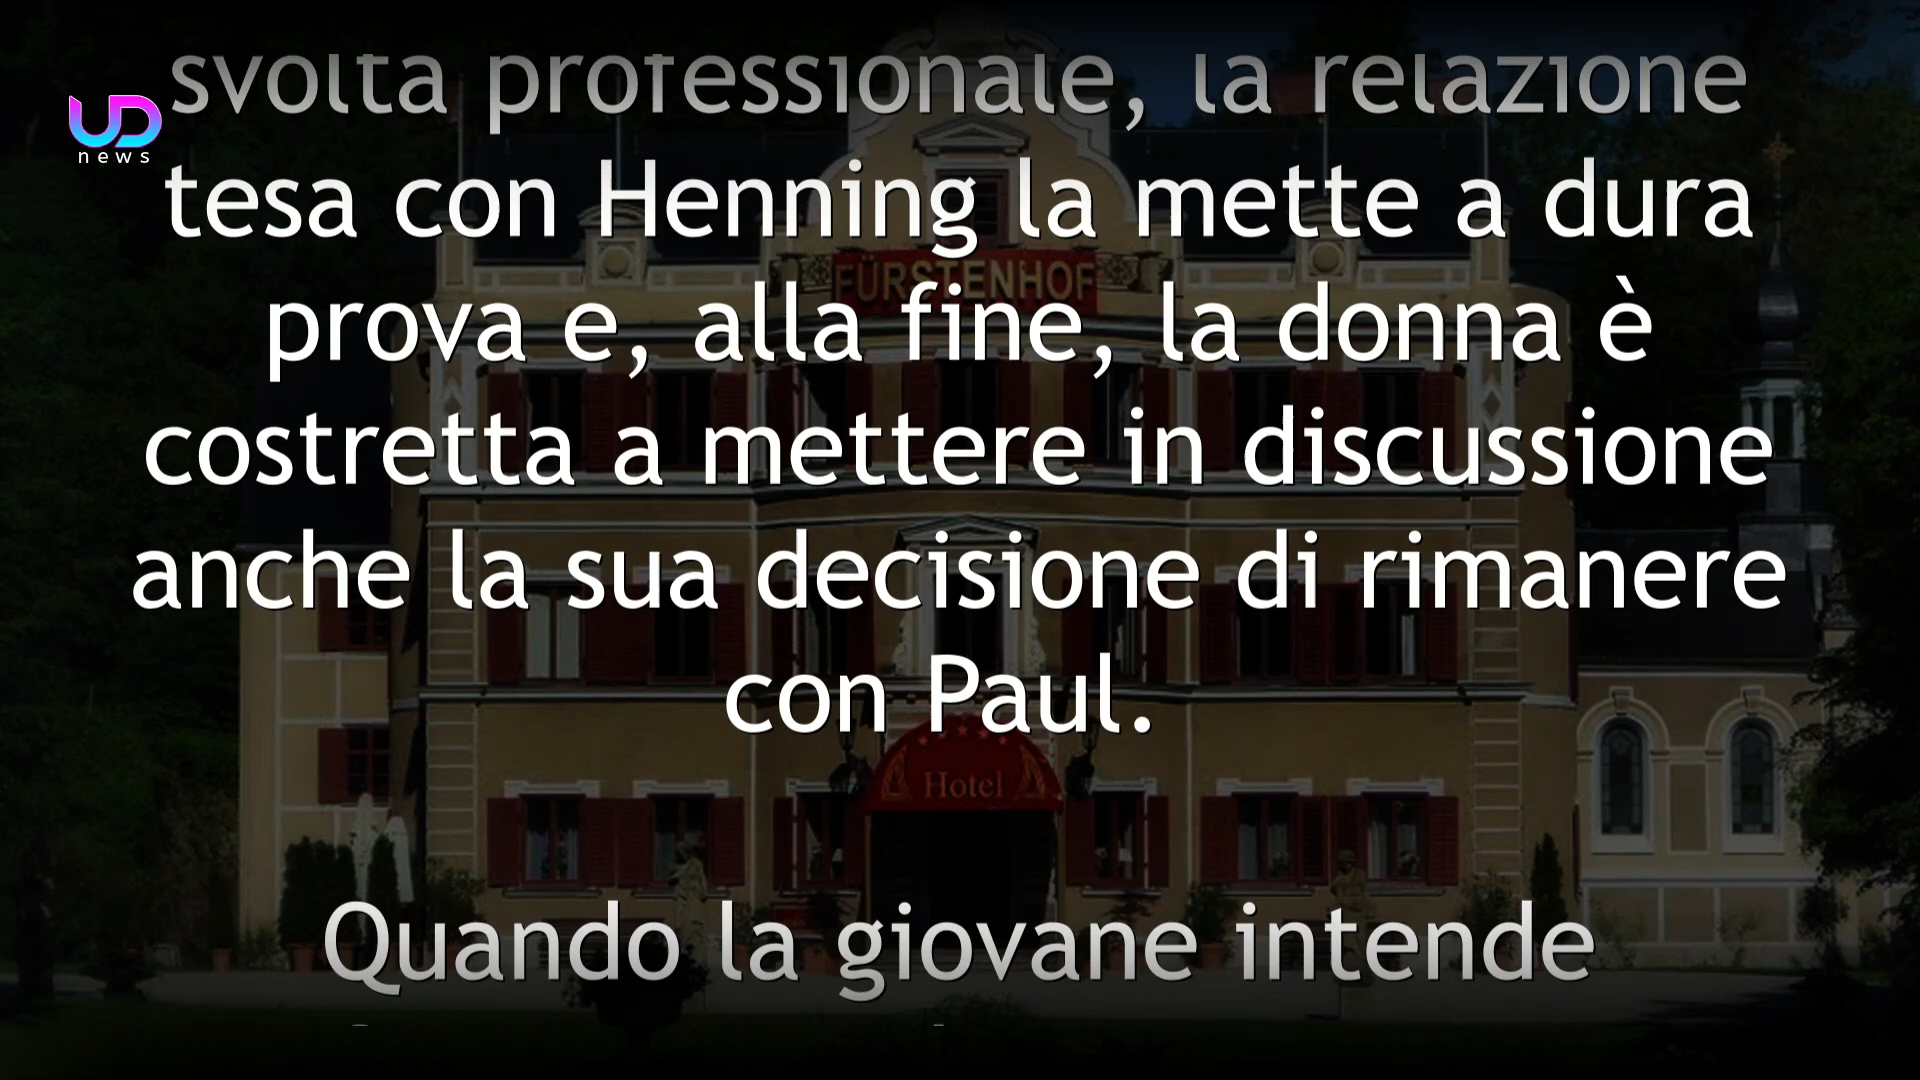 svolta professionale, la relazione
UD
news
tesa con Henning la mette a dura
FÜRSTENHOF
prova e, alla fine, la donna è
costretta a mettere in discussione
anche la sua decisione di rimanere
con Paul.
Hotel
Quando la giovane intende